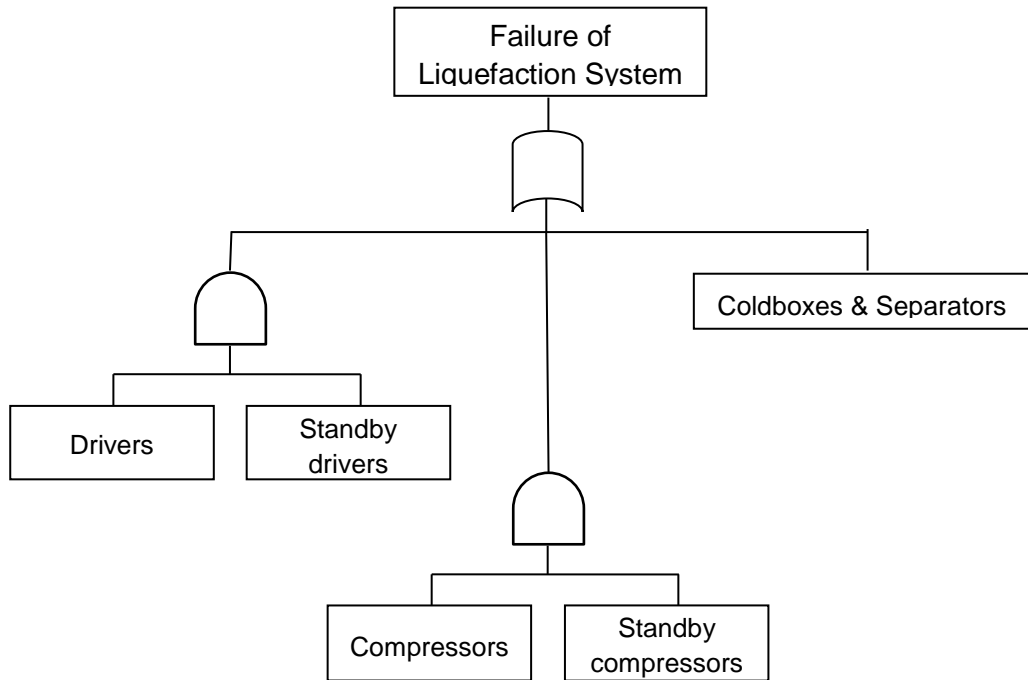 Failure of
Liquefaction System
Coldboxes & Separators
Drivers
Standby
drivers
Compressors
Standby
compressors